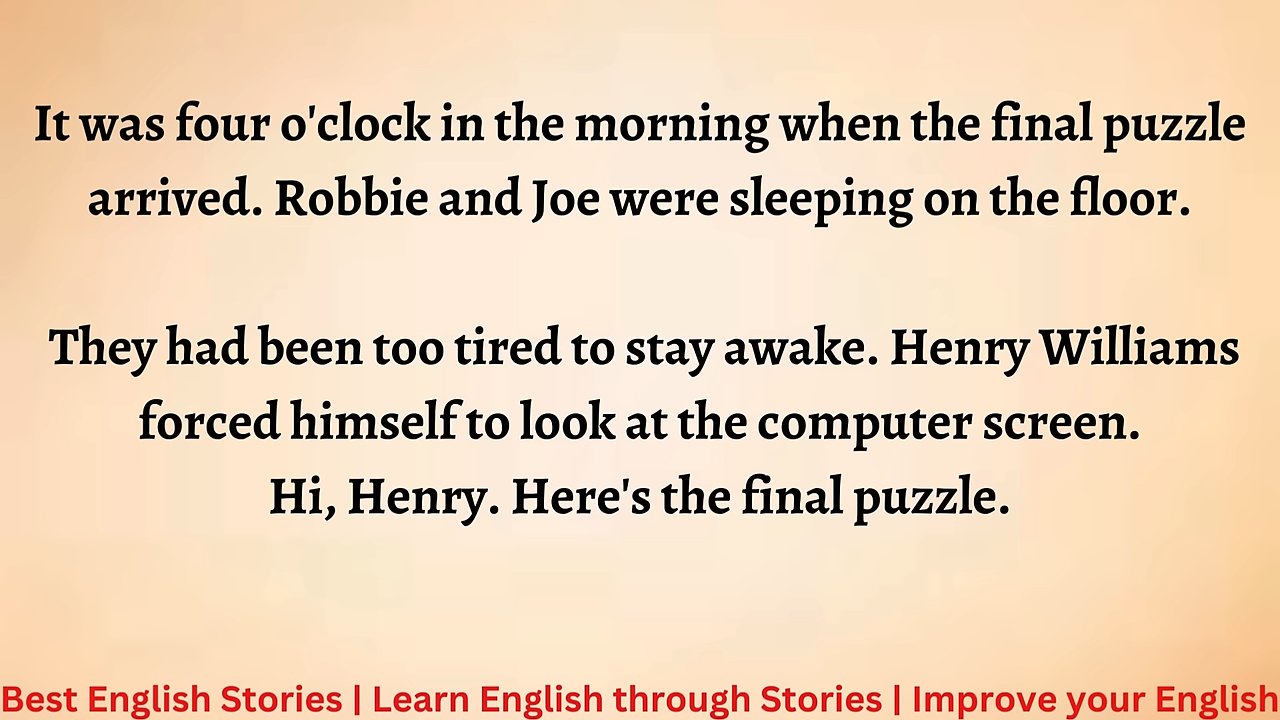 It was four o'clock in the morning when the final puzzle
arrived. Robbie and Joe were sleeping on the floor.
They had been too tired to stay awake. Henry Williams
forced himself to look at the computer screen.
Hi, Henry. Here's the final puzzle.
Best English Stories | Learn English through Stories | Improve your English